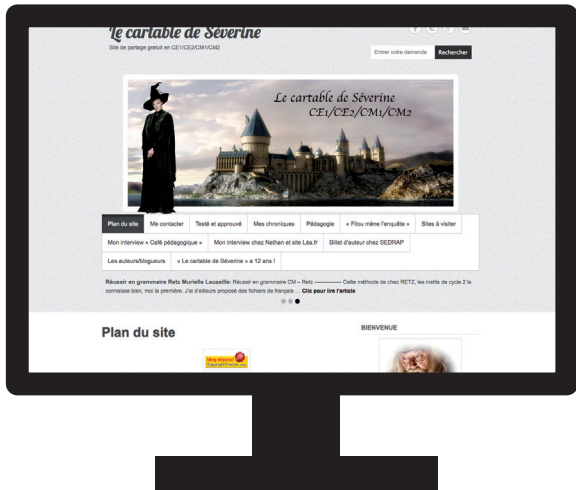 Le cartable de Séverine
Site de partage gratuit en CE1/CE2/CM1/CM2
Entrer votre demande Rechercher
Le cartable de Séverine
CE1/CE2/CM1/CM2
Plan du site Me contacter Testé et approuvé Mes chroniques Pédagogie « Filou mène l'enquête » Sites à visiter
Mon interview « Café pédagogique » Mon interview chez Nathan et site Léa.fr Billet d'auteur chez SEDRAP
Les auteurs/blogueurs « Le cartable de Séverine » a 12 ans !
Réussir en grammaire Retz Murielle Lauzeille: Réussir en grammaire CM – Retz ————— Cette méthode de chez RETZ, les instits de cycle 2 la
connaisse bien, moi la première. J'ai d'ailleurs proposé des fichiers de français ... Clic pour lire l'article
Plan du site
BIENVENUE
blog déposé
CopyrightFrance.com